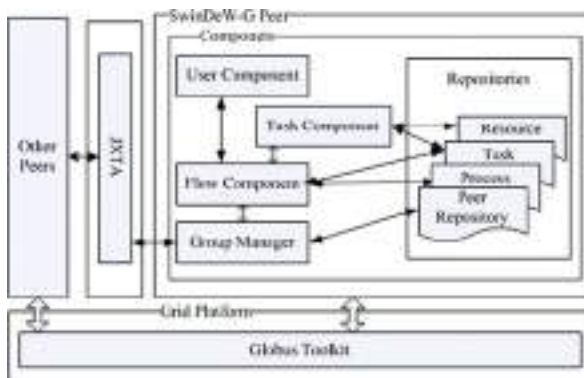 SwinDeW-G Peer
Components
User Component
Repositories
Task Component
Resource
Other
Peers
JXTA
Task
Flow Component
Process
Peer
Repository
Group Manager
Grid Platform
Globus Toolkit